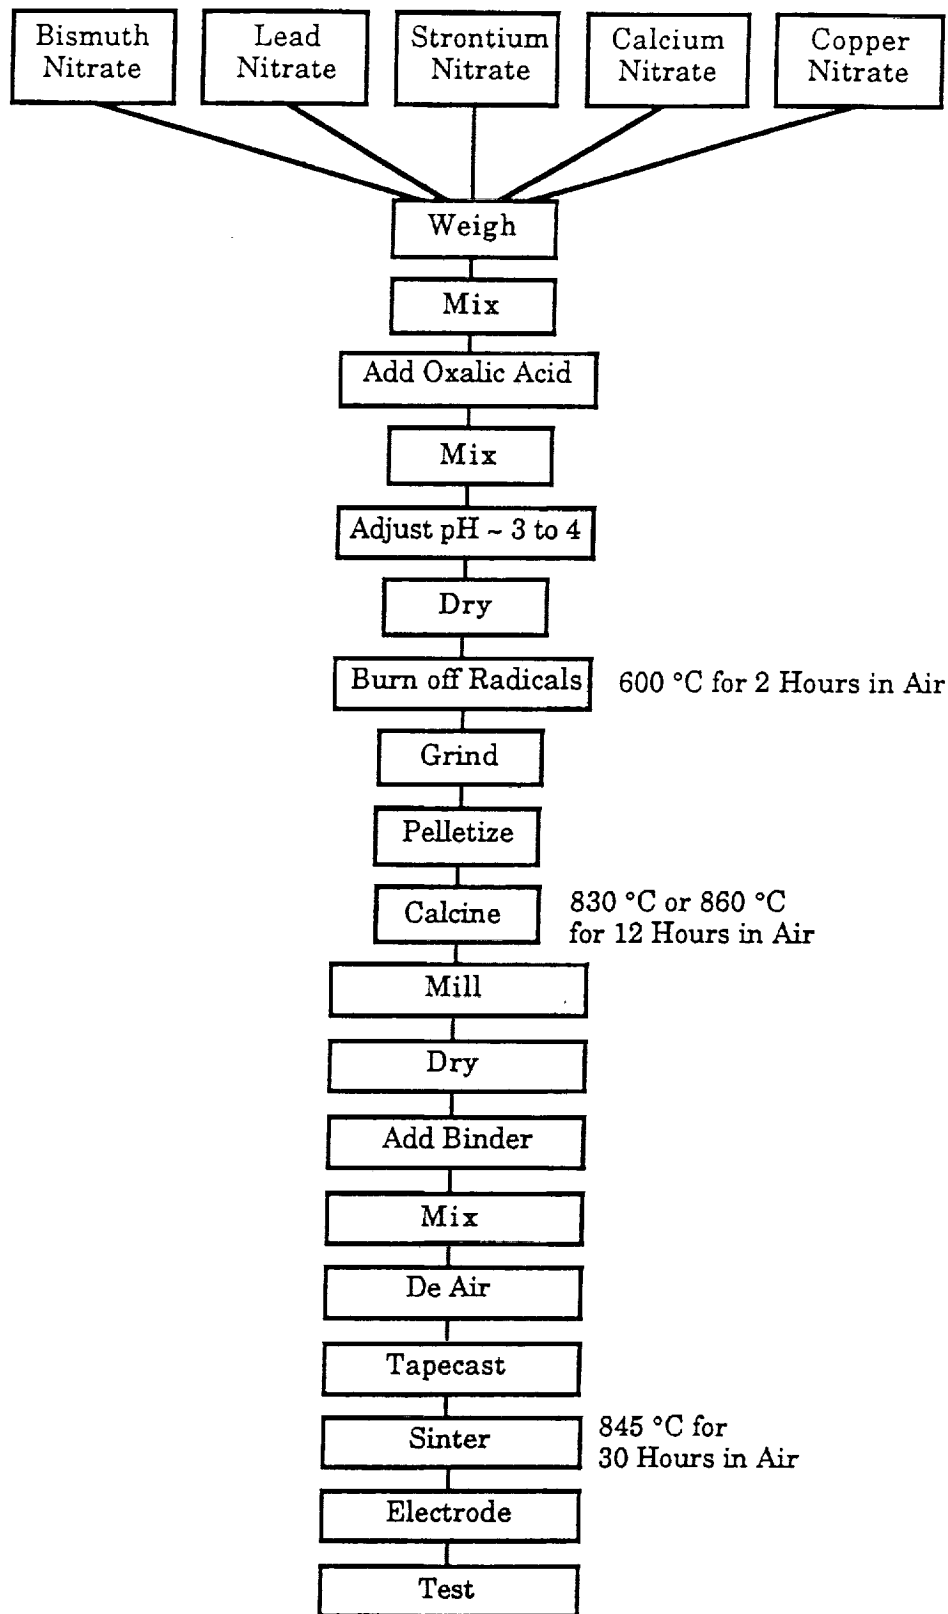 Bismuth
Nitrate
Lead
Nitrate
Strontium
Nitrate
Calcium
Nitrate
Copper
Nitrate
Weigh
Mix
Add Oxalic Acid
Mix
Adjust pH ~ 3 to 4
Dry
Burn off Radicals
600 °C for 2 Hours in Air
Grind
Pelletize
Calcine
830 °C or 860 °C
for 12 Hours in Air
Mill
Dry
Add Binder
Mix
De Air
Tapecast
Sinter
845 °C for
30 Hours in Air
Electrode
Test